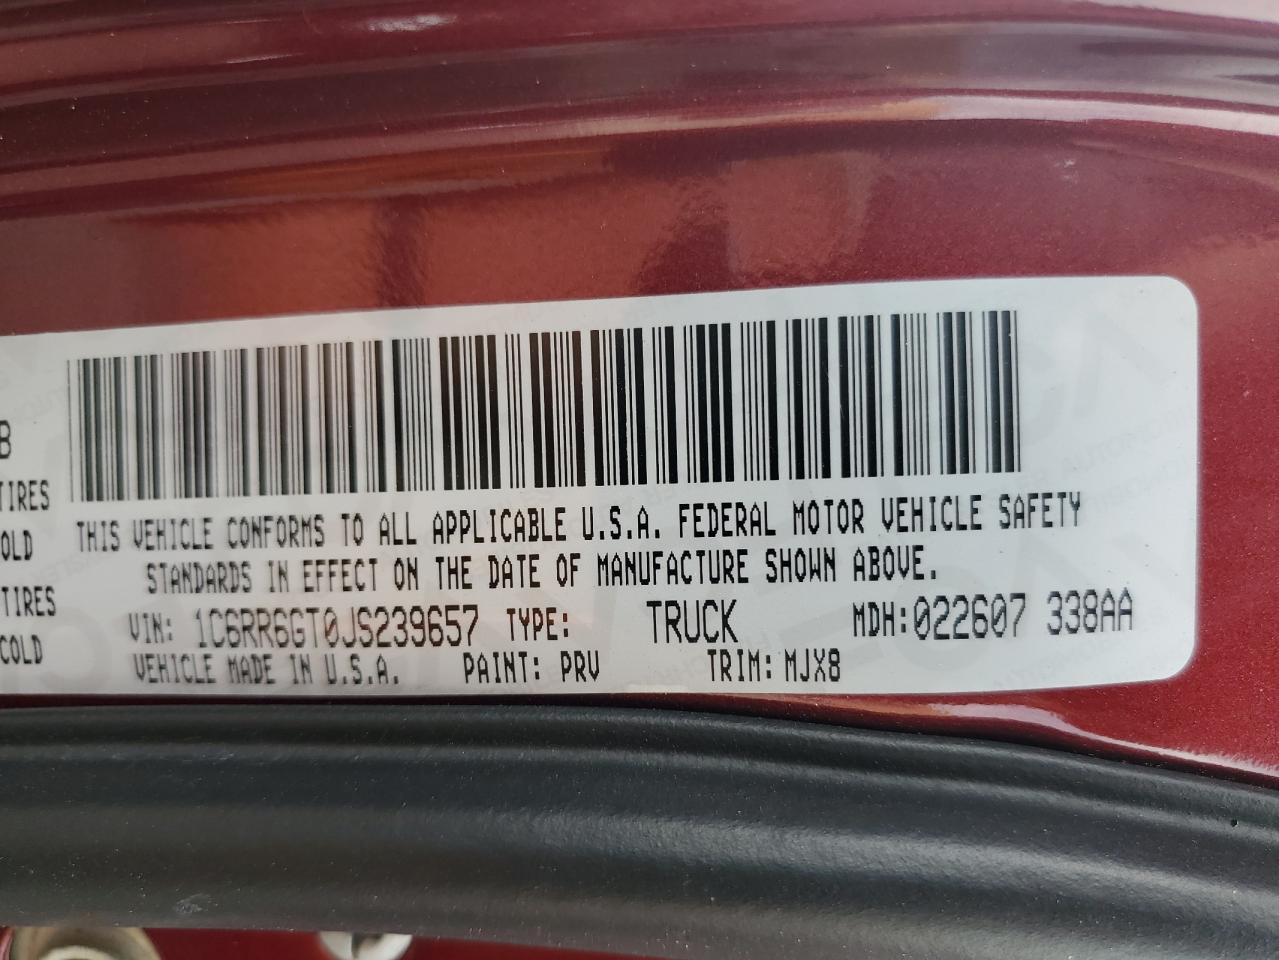 B
TIRES
COLD
TIRES
COLD
THIS VEHICLE CONFORMS TO ALL APPLICABLE U.S.A. FEDERAL MOTOR VEHICLE SAFETY
STANDARDS IN EFFECT ON THE DATE OF MANUFACTURE SHOWN ABOVE.
VIN: 1C6RR6GT0JS239657 TYPE: TRUCK MDH:022607 338AA
VEHICLE MADE IN U.S.A. PAINT: PRV TRIM: MJX8